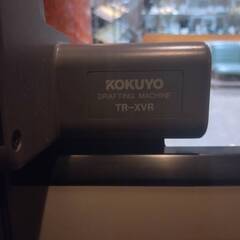 KOKUYO
DRAFTING MACHINE
TR-XVR